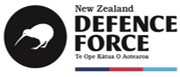 New Zealand
DEFENCE
FORCE
Te Ope Kātua O Aotearoa